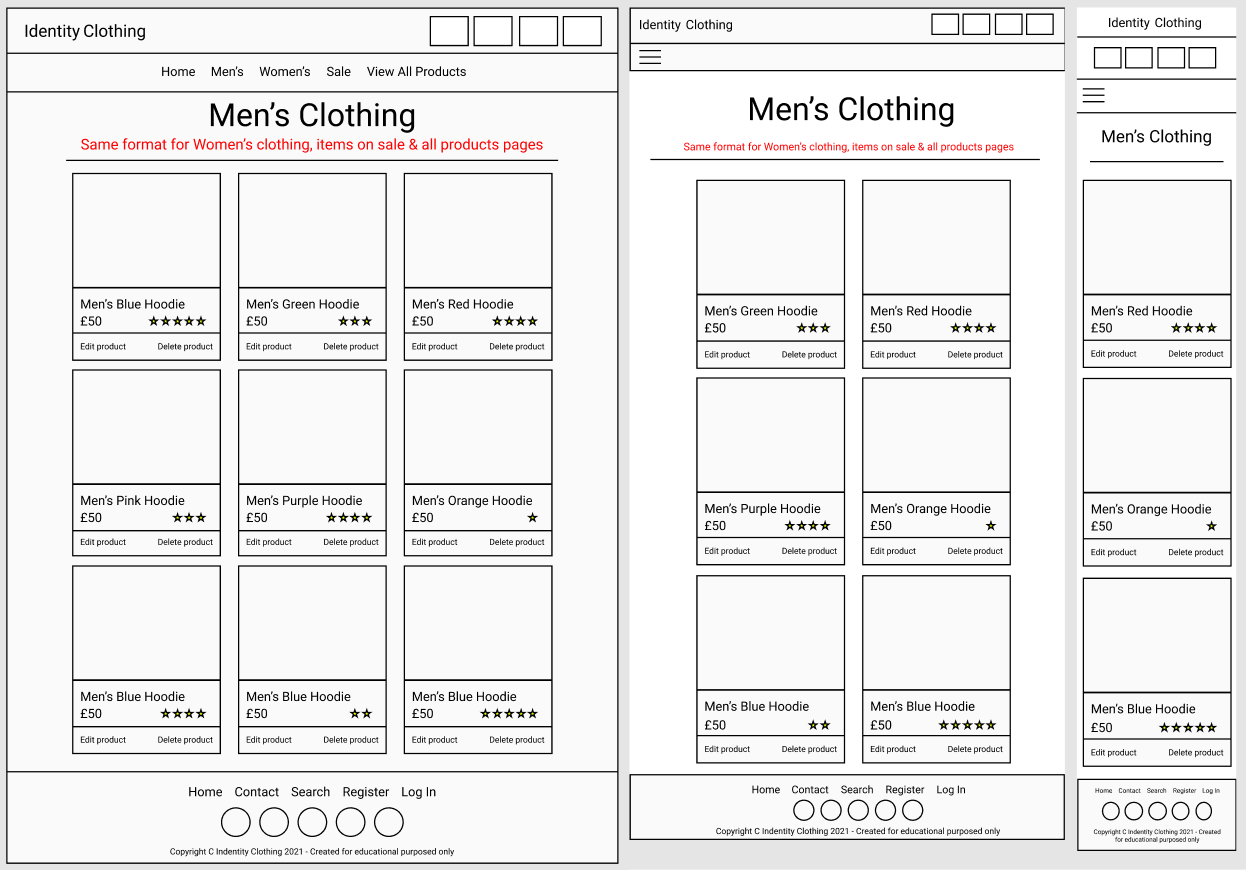 Identity Clothing
Home Men's Women's Sale View All Products
Men's Clothing
Same format for Women's clothing, items on sale & all products pages
Men's Blue Hoodie Men's Green Hoodie Men's Red Hoodie
£50 £50 £50
Edit product Delete product Edit product Delete product Edit product Delete product
Men's Pink Hoodie Men's Purple Hoodie Men's Orange Hoodie
£50 £50 £50
Edit product Delete product Edit product Delete product Edit product Delete product
Men's Blue Hoodie Men's Blue Hoodie Men's Blue Hoodie
£50 £50 £50
Edit product Delete product Edit product Delete product Edit product Delete product
Home Contact Search Register Log In
Copyright C Indentity Clothing 2021 - Created for educational purposed only
Identity Clothing
Men's Clothing
Same format for Women's clothing, items on sale & all products pages
Men's Green Hoodie Men's Red Hoodie
£50 £50
Edit product Delete product Edit product Delete product
Men's Purple Hoodie Men's Orange Hoodie
£50 £50
Edit product Delete product Edit product Delete product
Men's Blue Hoodie Men's Blue Hoodie
£50 £50
Edit product Delete product Edit product Delete product
Home Contact Search Register Log In
Copyright C Indentity Clothing 2021 - Created for educational purposed only
Identity Clothing
Men's Clothing
Men's Red Hoodie
£50
Edit product Delete product
Men's Orange Hoodie
£50
Edit product Delete product
Men's Blue Hoodie
£50
Edit product Delete product
Home Contact Search Register Log In
Copyright C Indentity Clothing 2021 - Created
for educational purposed only